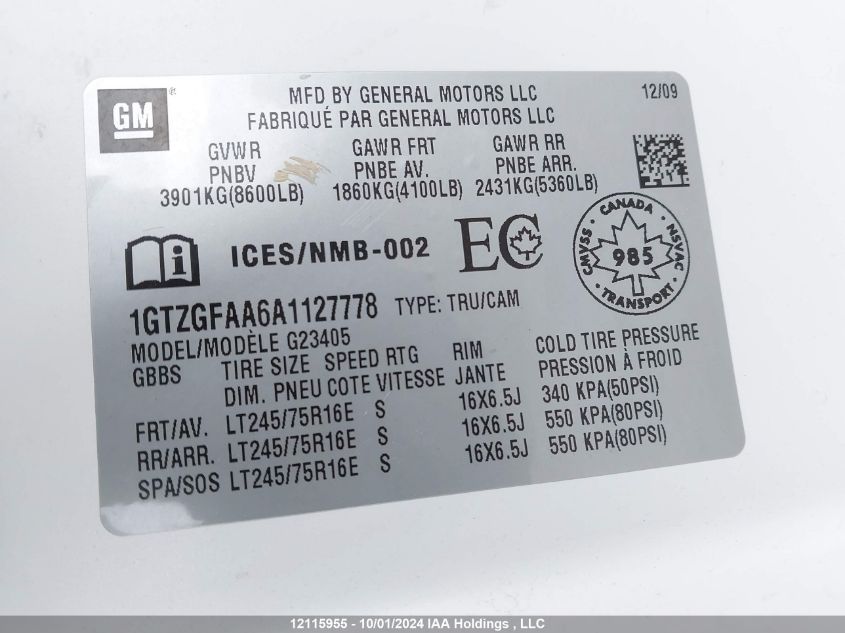 GM®
MFD BY GENERAL MOTORS LLC
12/09
FABRIQUÉ PAR GENERAL MOTORS LLC
GVWR GAWR FRT GAWR RR
PNBV PNBE AV. PNBE ARR.
3901KG(8600LB) 1860KG(4100LB) 2431KG(5360LB)
i ICES/NMB-002 EC
CANADA
CMVSS 985 NSVAC
TRANSPORT
1GTZGFAA6A1127778 TYPE: TRU/CAM
MODEL/MODÈLE G23405
GBBS TIRE SIZE SPEED RTG RIM COLD TIRE PRESSURE
DIM. PNEU COTE VITESSE JANTE PRESSION À FROID
FRT/AV. LT245/75R16E S 16X6.5J 340 KPA(50PSI)
RR/ARR. LT245/75R16E S 16X6.5J 550 KPA(80PSI)
SPA/SOS LT245/75R16E S 16X6.5J 550 KPA(80PSI)
12115955 - 10/01/2024 IAA Holdings , LLC